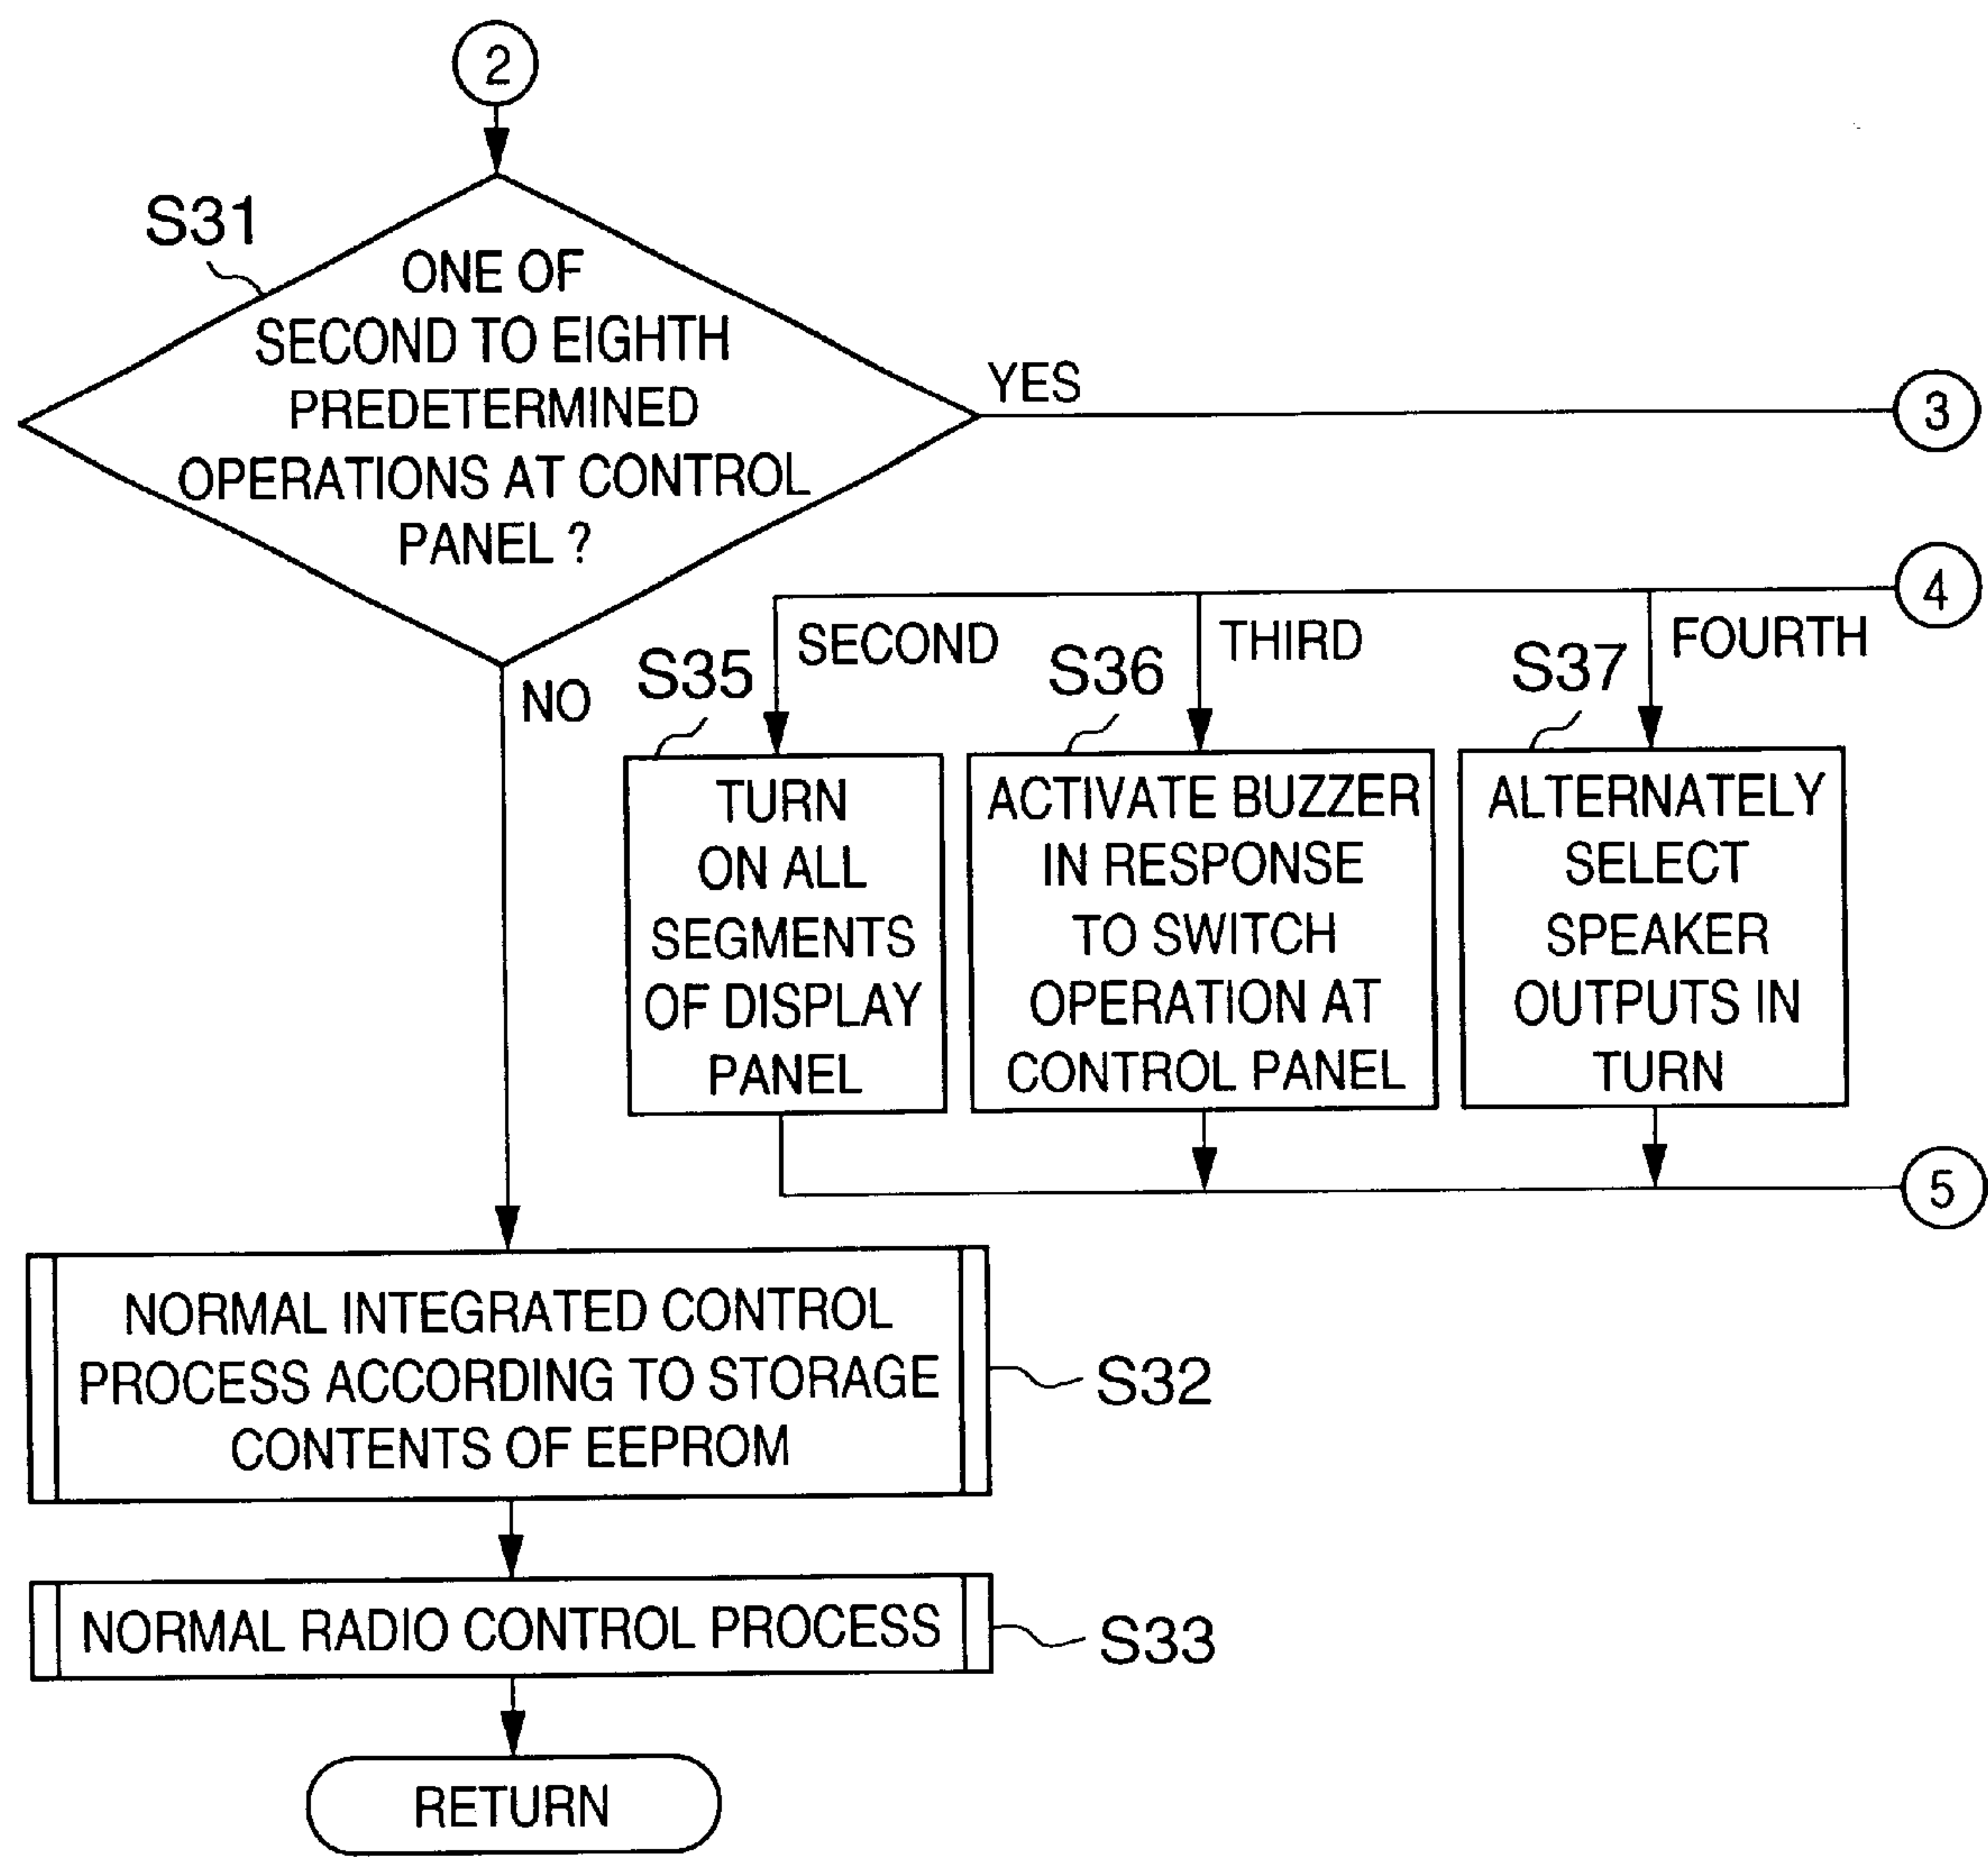 2
S31
ONE OF
SECOND TO EIGHTH
PREDETERMINED
OPERATIONS AT CONTROL
PANEL ?
YES
3
4
NO
SECOND
THIRD
FOURTH
S35
S36
S37
TURN
ON ALL
SEGMENTS
OF DISPLAY
PANEL
ACTIVATE BUZZER
IN RESPONSE
TO SWITCH
OPERATION AT
CONTROL PANEL
ALTERNATELY
SELECT
SPEAKER
OUTPUTS IN
TURN
5
NORMAL INTEGRATED CONTROL
PROCESS ACCORDING TO STORAGE
CONTENTS OF EEPROM
S32
NORMAL RADIO CONTROL PROCESS
S33
RETURN